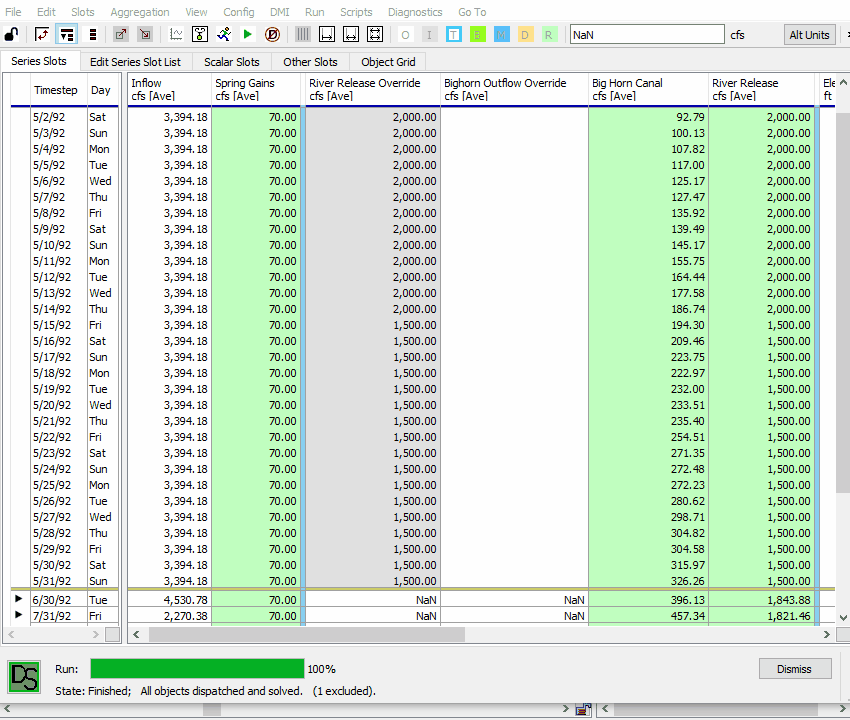 File Edit Slots Aggregation View Config DMI Run Scripts Diagnostics Go To
O I T B M D R NaN cfs Alt Units
Series Slots Edit Series Slot List Scalar Slots Other Slots Object Grid
Timestep Day Inflow cfs [Ave] Spring Gains cfs [Ave] River Release Override cfs [Ave] Bighorn Outflow Override cfs [Ave] Big Horn Canal cfs [Ave] River Release cfs [Ave] Ele ft
5/2/92 Sat 3,394.18 70.00 2,000.00 92.79 2,000.00
5/3/92 Sun 3,394.18 70.00 2,000.00 100.13 2,000.00
5/4/92 Mon 3,394.18 70.00 2,000.00 107.82 2,000.00
5/5/92 Tue 3,394.18 70.00 2,000.00 117.00 2,000.00
5/6/92 Wed 3,394.18 70.00 2,000.00 125.17 2,000.00
5/7/92 Thu 3,394.18 70.00 2,000.00 127.47 2,000.00
5/8/92 Fri 3,394.18 70.00 2,000.00 135.92 2,000.00
5/9/92 Sat 3,394.18 70.00 2,000.00 139.49 2,000.00
5/10/92 Sun 3,394.18 70.00 2,000.00 145.17 2,000.00
5/11/92 Mon 3,394.18 70.00 2,000.00 155.75 2,000.00
5/12/92 Tue 3,394.18 70.00 2,000.00 164.44 2,000.00
5/13/92 Wed 3,394.18 70.00 2,000.00 177.58 2,000.00
5/14/92 Thu 3,394.18 70.00 2,000.00 186.74 2,000.00
5/15/92 Fri 3,394.18 70.00 1,500.00 194.30 1,500.00
5/16/92 Sat 3,394.18 70.00 1,500.00 209.46 1,500.00
5/17/92 Sun 3,394.18 70.00 1,500.00 223.75 1,500.00
5/18/92 Mon 3,394.18 70.00 1,500.00 222.97 1,500.00
5/19/92 Tue 3,394.18 70.00 1,500.00 232.00 1,500.00
5/20/92 Wed 3,394.18 70.00 1,500.00 233.51 1,500.00
5/21/92 Thu 3,394.18 70.00 1,500.00 235.40 1,500.00
5/22/92 Fri 3,394.18 70.00 1,500.00 254.51 1,500.00
5/23/92 Sat 3,394.18 70.00 1,500.00 271.35 1,500.00
5/24/92 Sun 3,394.18 70.00 1,500.00 272.48 1,500.00
5/25/92 Mon 3,394.18 70.00 1,500.00 272.23 1,500.00
5/26/92 Tue 3,394.18 70.00 1,500.00 280.62 1,500.00
5/27/92 Wed 3,394.18 70.00 1,500.00 298.71 1,500.00
5/28/92 Thu 3,394.18 70.00 1,500.00 304.82 1,500.00
5/29/92 Fri 3,394.18 70.00 1,500.00 304.58 1,500.00
5/30/92 Sat 3,394.18 70.00 1,500.00 315.97 1,500.00
5/31/92 Sun 3,394.18 70.00 1,500.00 326.26 1,500.00
6/30/92 Tue 4,530.78 70.00 NaN NaN 396.13 1,843.88
7/31/92 Fri 2,270.38 70.00 NaN NaN 457.34 1,821.46
DS Run: 100% Dismiss
State: Finished; All objects dispatched and solved. (1 excluded).